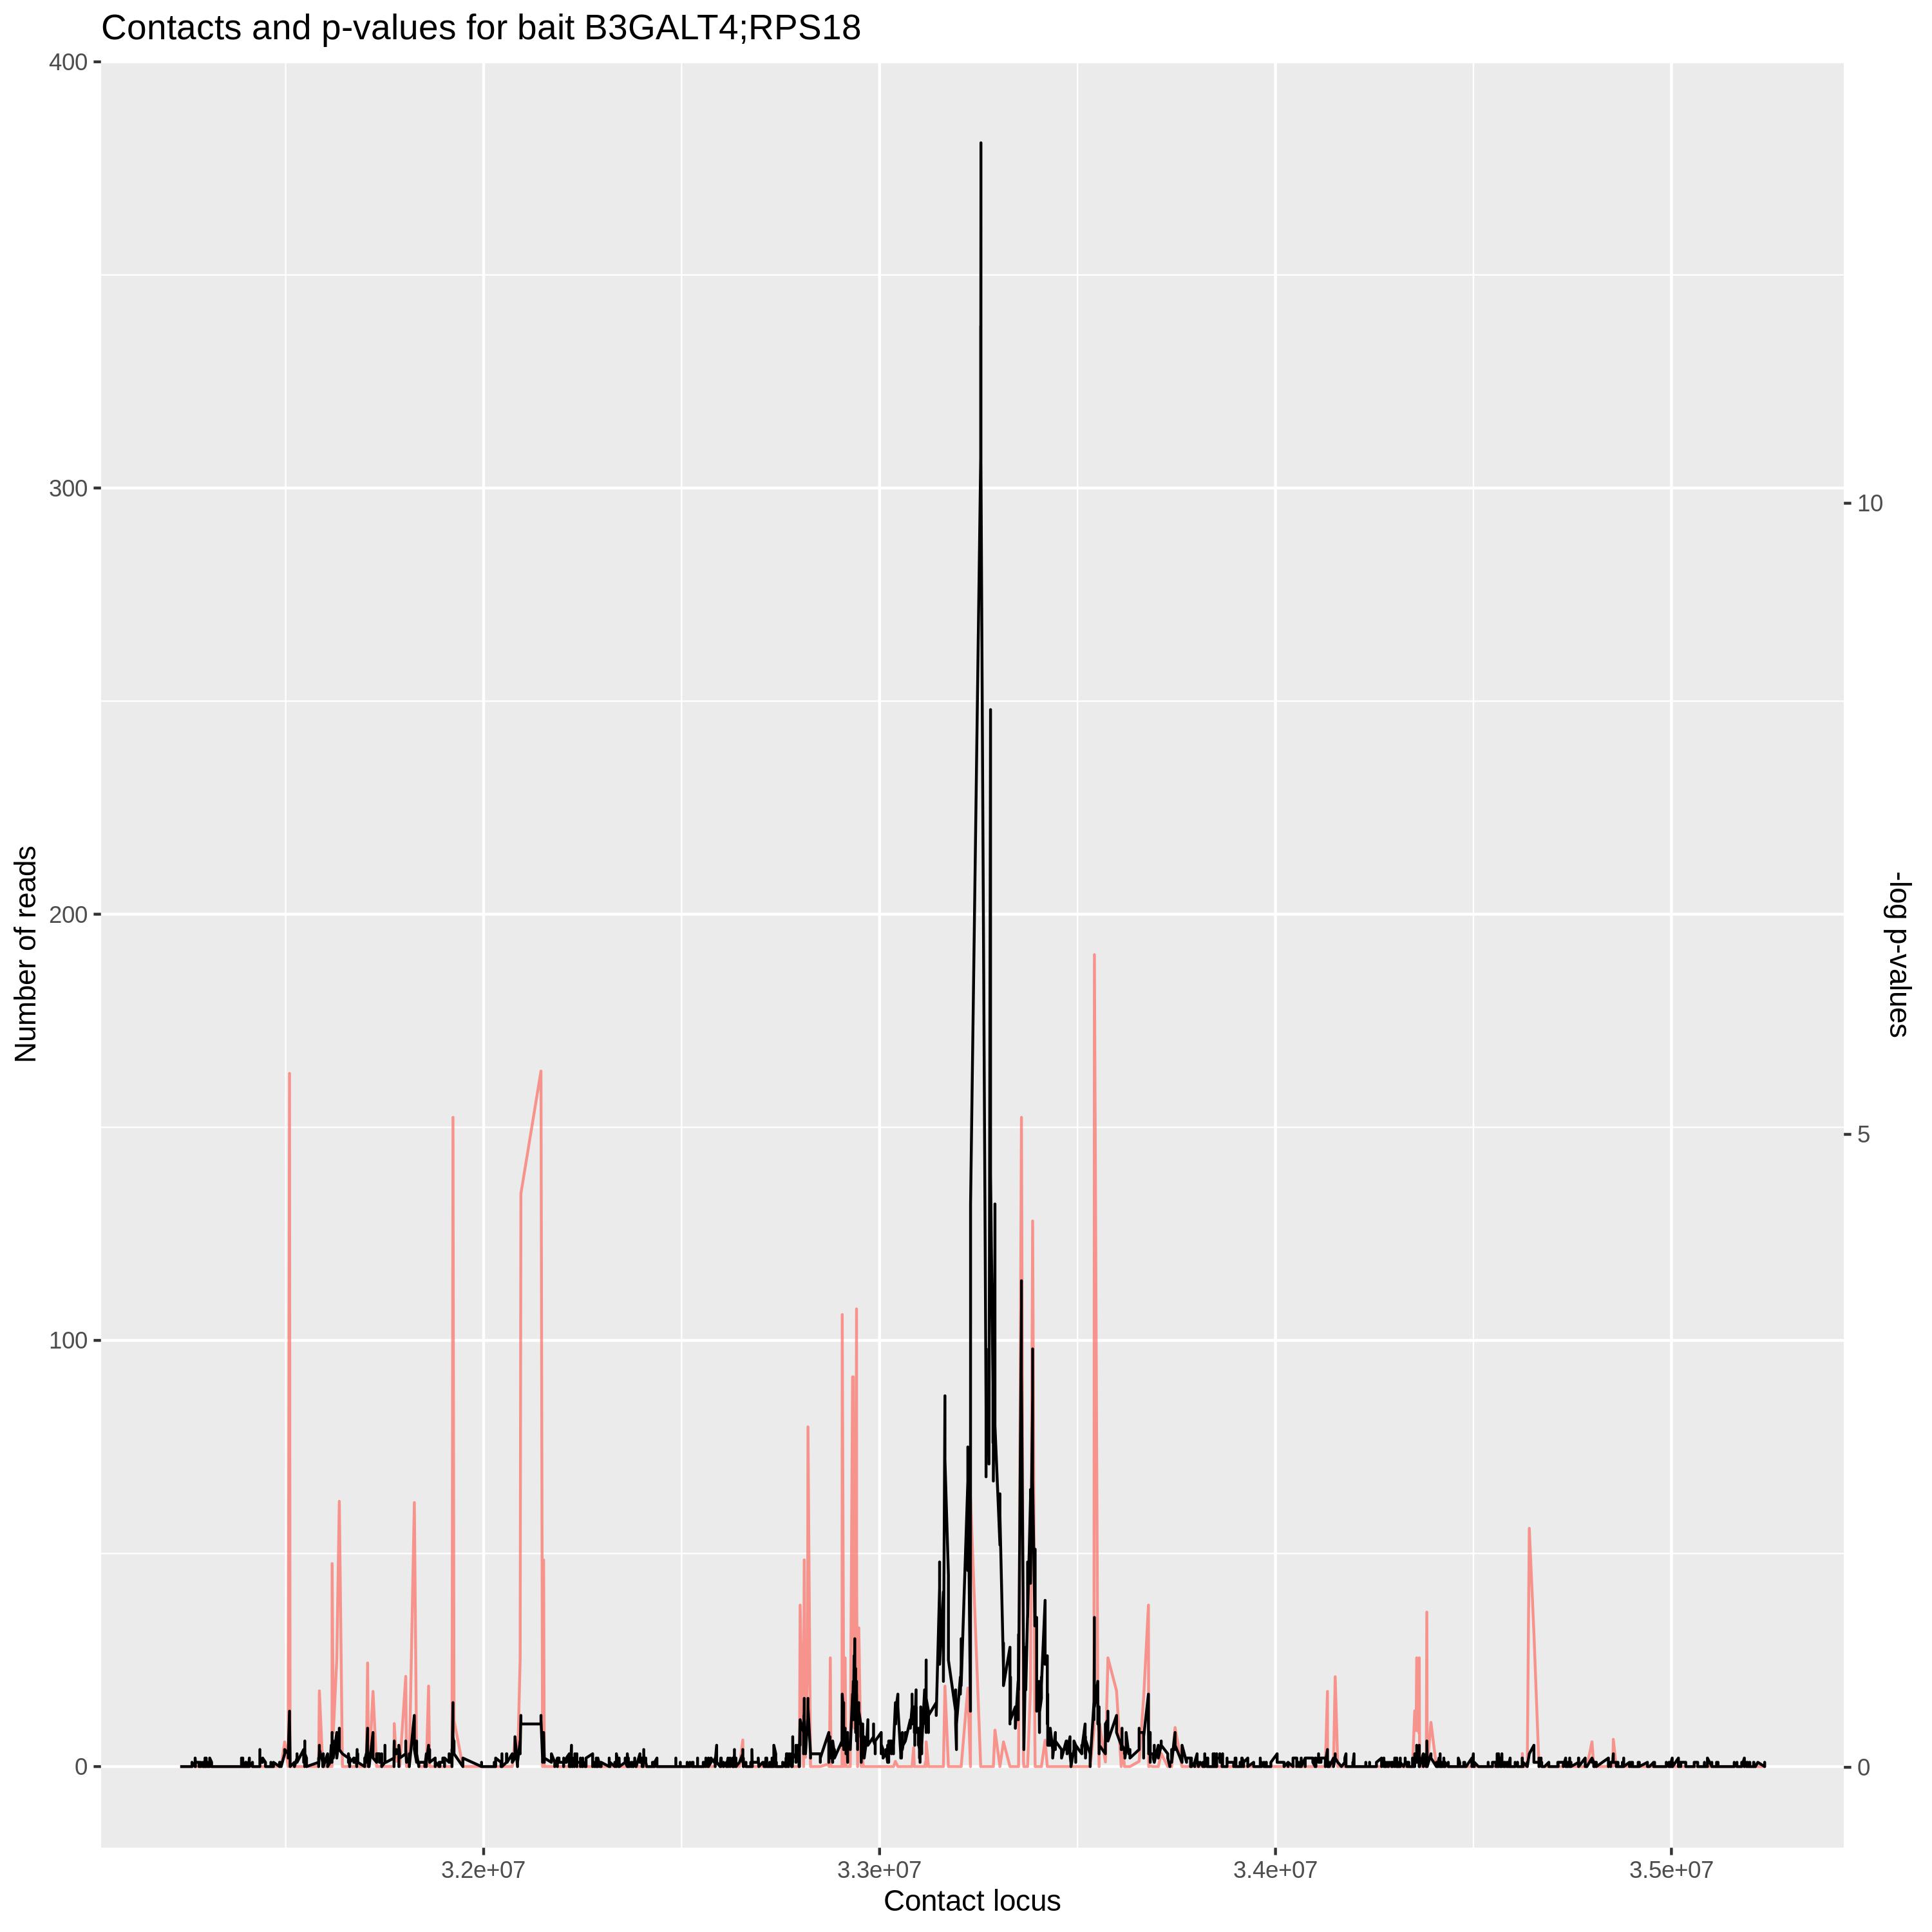 Contacts and p-values for bait B3GALT4;RPS18
400
300
200
100
0
Number of reads
10
5
0
-log p-values
3.2e+07
3.3e+07
3.4e+07
3.5e+07
Contact locus